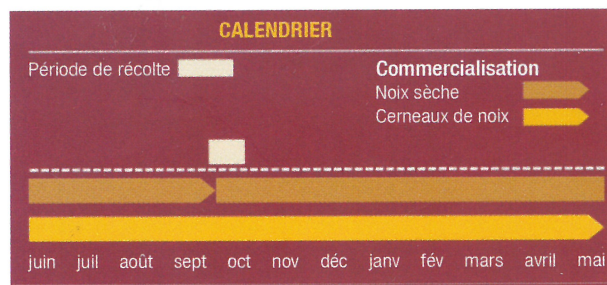 CALENDRIER
Période de récolte
Commercialisation
Noix sèche
Cerneaux de noix
juin juil août sept oct nov déc janv fév mars avril mai